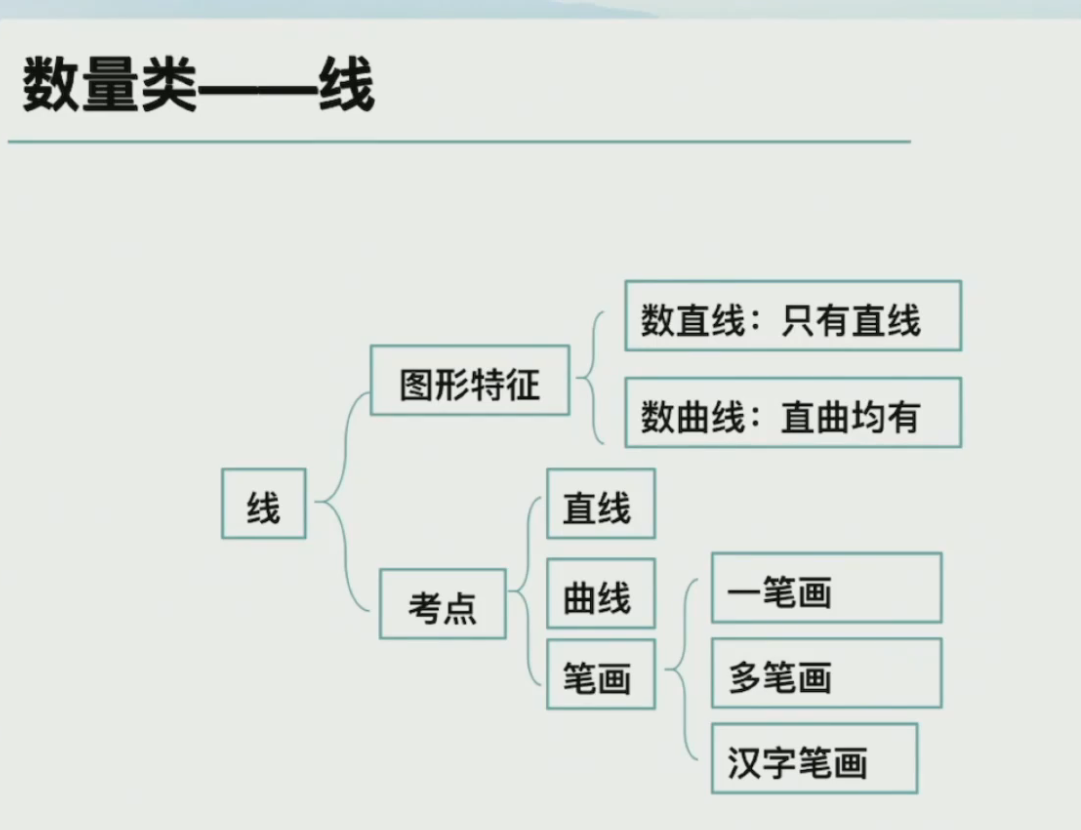 数量类——线
数直线：只有直线
图形特征
数曲线：直曲均有
线
直线
考点
曲线
一笔画
笔画
多笔画
汉字笔画